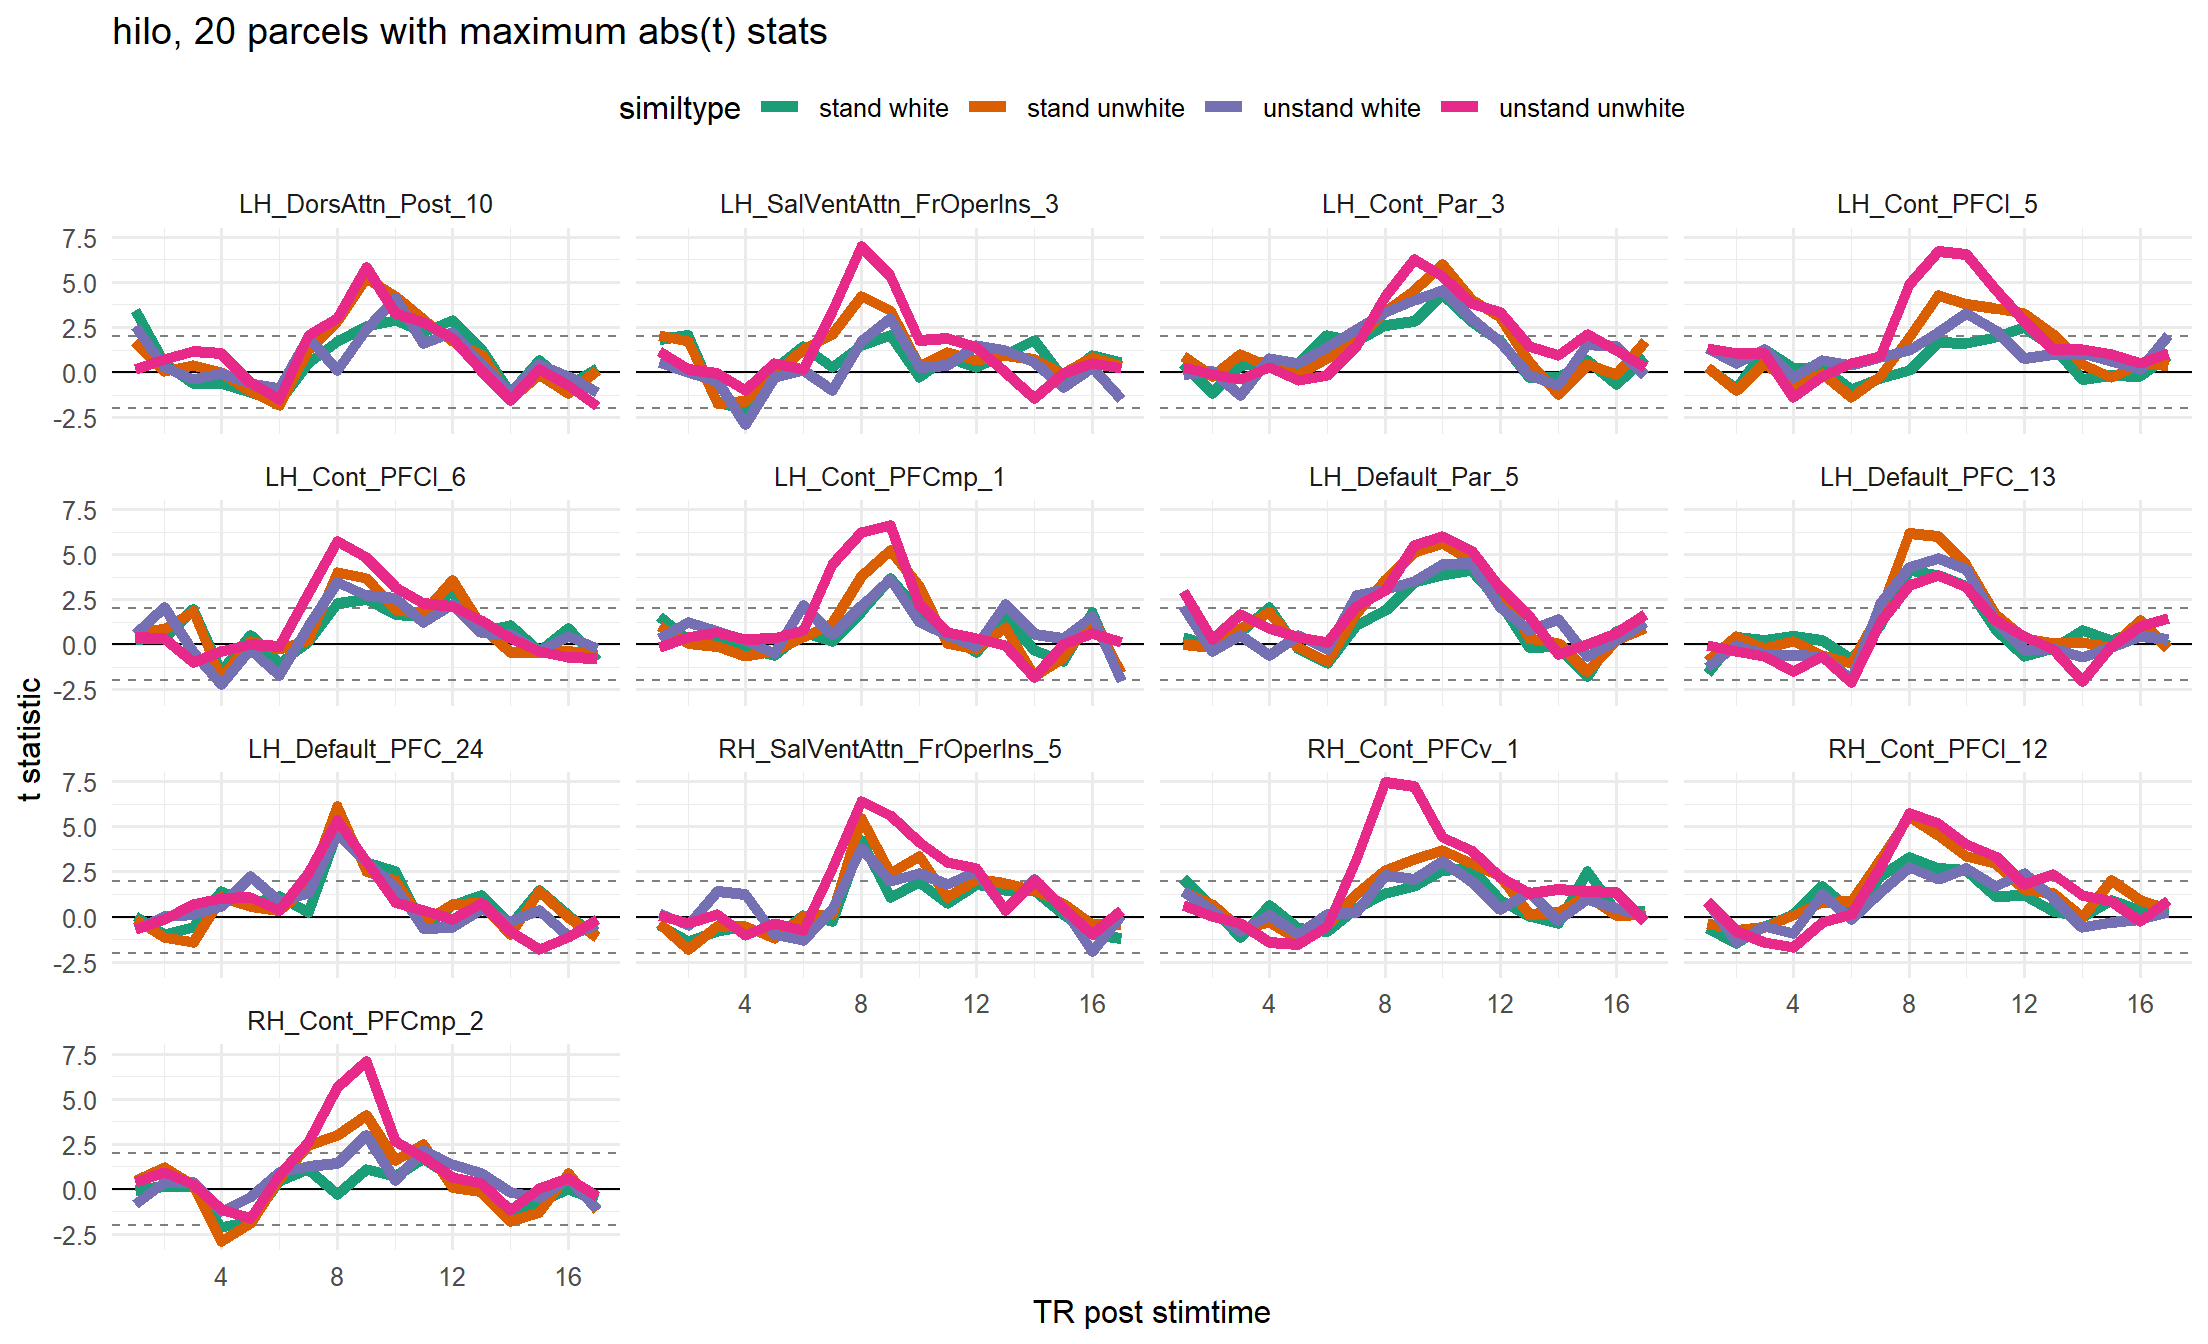 hilo, 20 parcels with maximum abs(t) stats
similtype stand white stand unwhite unstand white unstand unwhite
LH_DorsAttn_Post_10 LH_SalVentAttn_FrOperIns_3 LH_Cont_Par_3 LH_Cont_PFCl_5
7.5
5.0
2.5
0.0
-2.5
LH_Cont_PFCl_6 LH_Cont_PFCmp_1 LH_Default_Par_5 LH_Default_PFC_13
7.5
5.0
2.5
0.0
-2.5
t statistic
LH_Default_PFC_24 RH_SalVentAttn_FrOperIns_5 RH_Cont_PFCv_1 RH_Cont_PFCl_12
7.5
5.0
2.5
0.0
-2.5
4 8 12 16 4 8 12 16 4 8 12 16
RH_Cont_PFCmp_2
7.5
5.0
2.5
0.0
-2.5
4 8 12 16
TR post stimtime